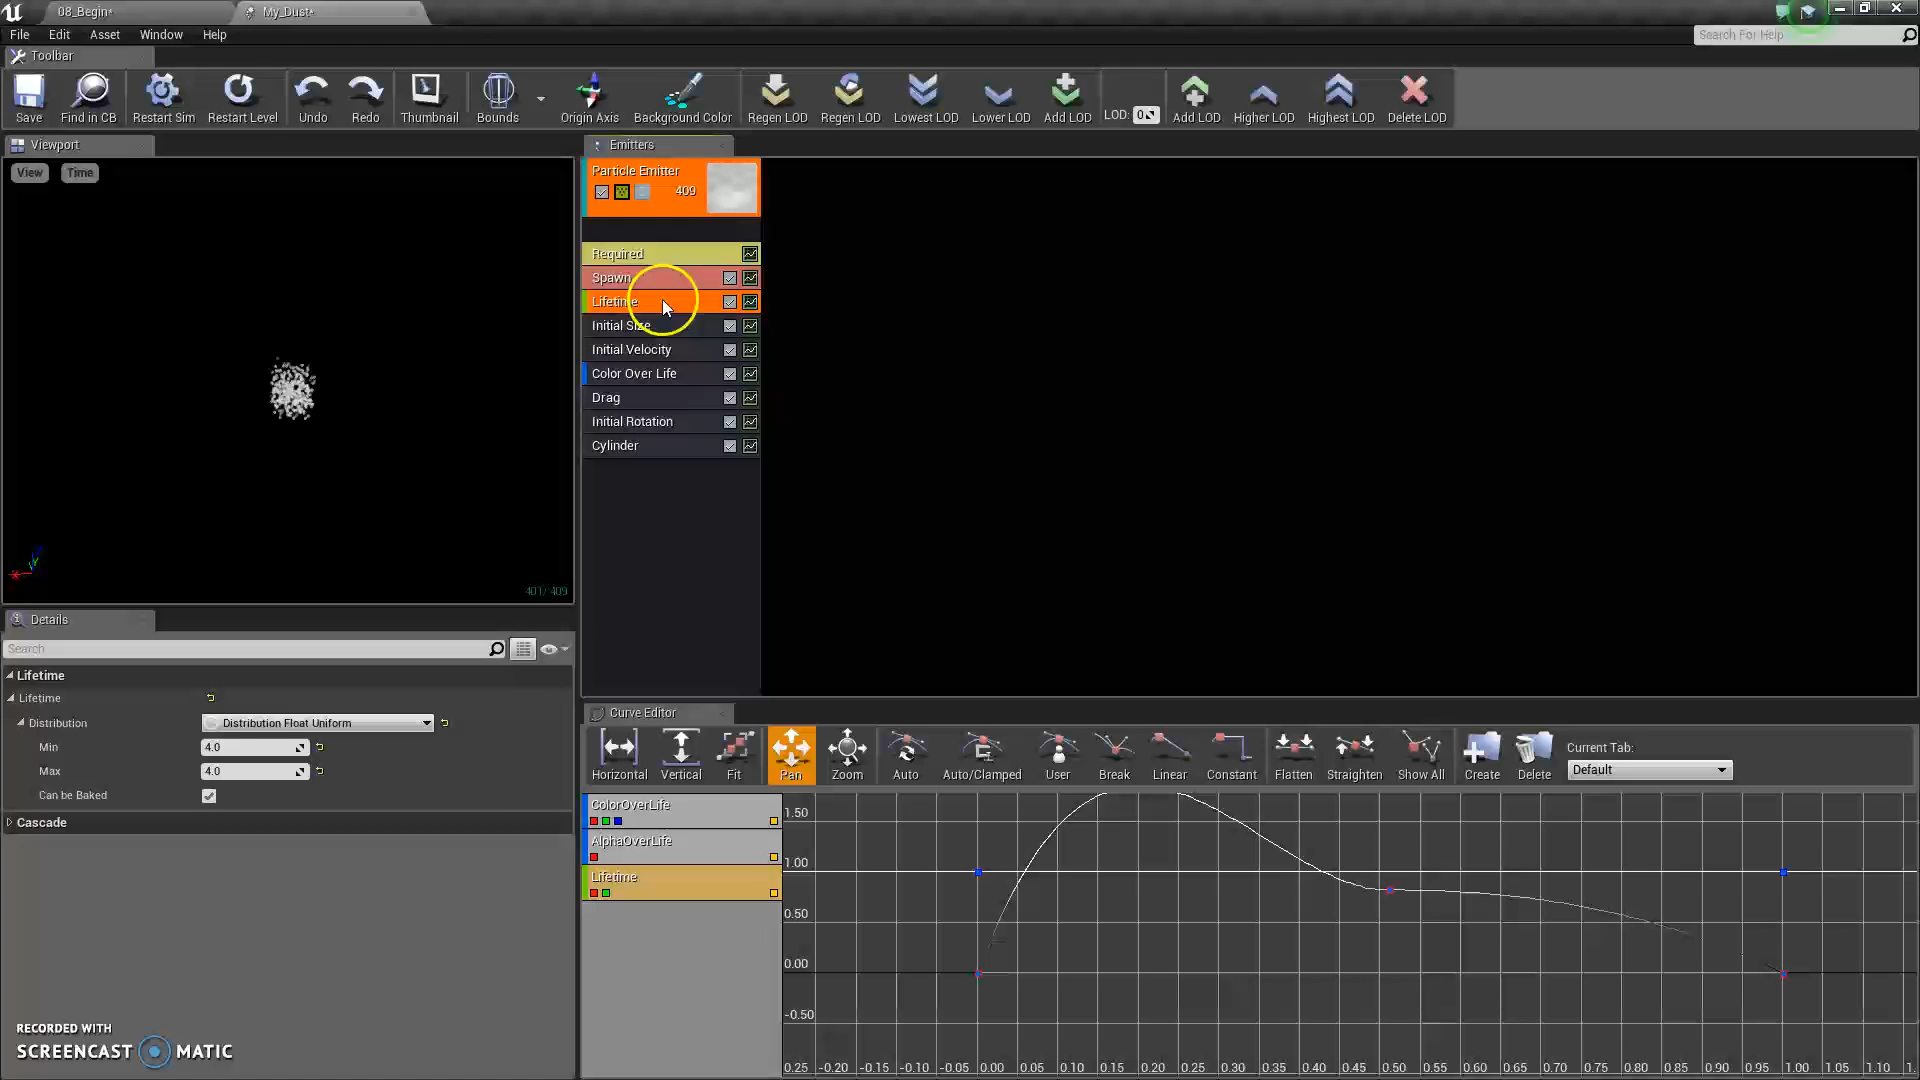 08_Begin*
My_Dust*
File Edit Asset Window Help
Search For Help
Toolbar
Save Find in CB Restart Sim Restart Level Undo Redo Thumbnail Bounds Origin Axis Background Color Regen LOD Regen LOD Lowest LOD Lower LOD Add LOD LOD: 0 Add LOD Higher LOD Highest LOD Delete LOD
Viewport
View Time
401/ 409
Emitters
Particle Emitter
409
Required
Spawn
Lifetime
Initial Size
Initial Velocity
Color Over Life
Drag
Initial Rotation
Cylinder
Details
Search
Lifetime
Lifetime
Distribution Distribution Float Uniform
Min 4.0
Max 4.0
Can be Baked
Cascade
RECORDED WITH
SCREENCAST MATIC
Curve Editor
Horizontal Vertical Fit Pan Zoom Auto Auto/Clamped User Break Linear Constant Flatten Straighten Show All Create Delete
Current Tab:
Default
ColorOverLife
AlphaOverLife
Lifetime
1.50
1.00
0.50
0.00
-0.50
0.25 -0.20 -0.15 -0.10 -0.05 0.00 0.05 0.10 0.15 0.20 0.25 0.30 0.35 0.40 0.45 0.50 0.55 0.60 0.65 0.70 0.75 0.80 0.85 0.90 0.95 1.00 1.05 1.10 1.